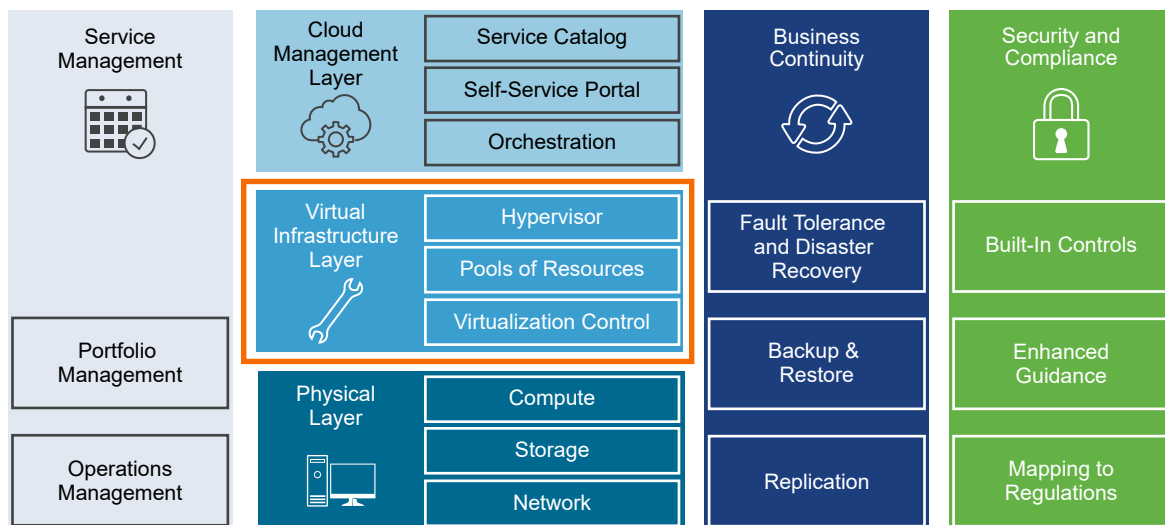 Service
Management
Portfolio
Management
Operations
Management
Cloud
Management
Layer
Service Catalog
Self-Service Portal
Orchestration
Virtual
Infrastructure
Layer
Hypervisor
Pools of Resources
Virtualization Control
Physical
Layer
Compute
Storage
Network
Business
Continuity
Fault Tolerance
and Disaster
Recovery
Backup &
Restore
Replication
Security and
Compliance
Built-In Controls
Enhanced
Guidance
Mapping to
Regulations